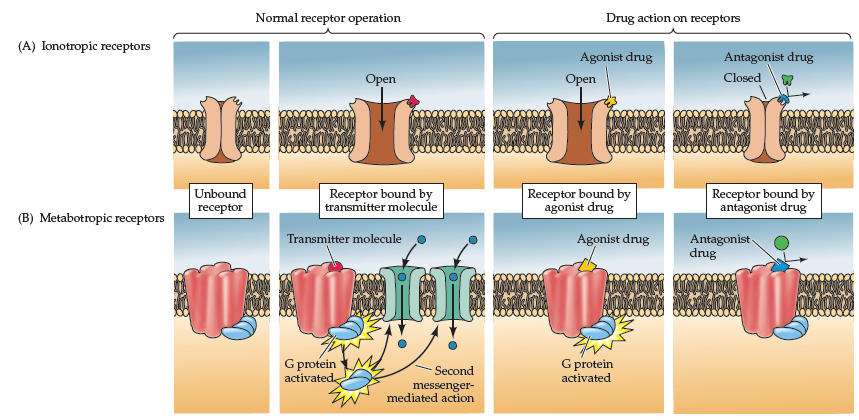 Normal receptor operation
Drug action on receptors
(A) Ionotropic receptors
Open
Agonist drug
Open
Antagonist drug
Closed
Unbound
receptor
Receptor bound by
transmitter molecule
Receptor bound by
agonist drug
Receptor bound by
antagonist drug
(B) Metabotropic receptors
Transmitter molecule
G protein
activated
Second
messenger-
mediated action
Agonist drug
G protein
activated
Antagonist
drug